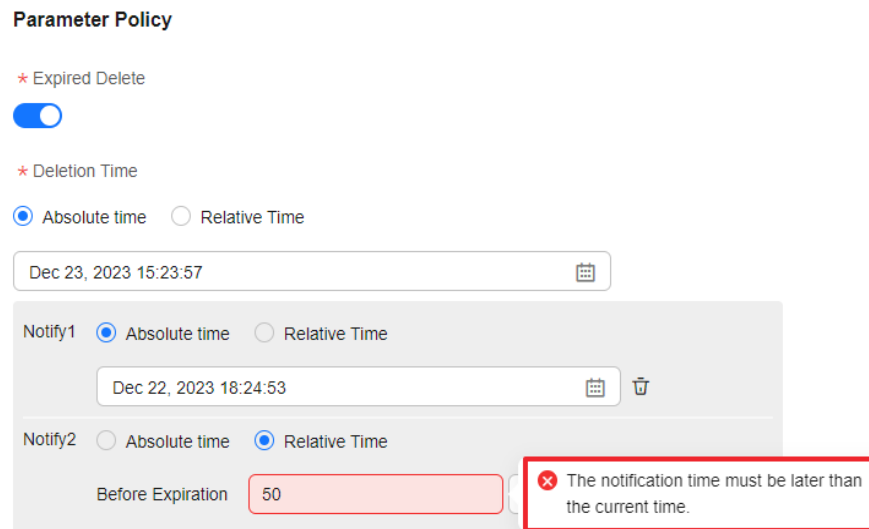 Parameter Policy
* Expired Delete
* Deletion Time
Absolute time Relative Time
Dec 23, 2023 15:23:57
Notify1 Absolute time Relative Time
Dec 22, 2023 18:24:53
Notify2 Absolute time Relative Time
Before Expiration 50
The notification time must be later than
the current time.